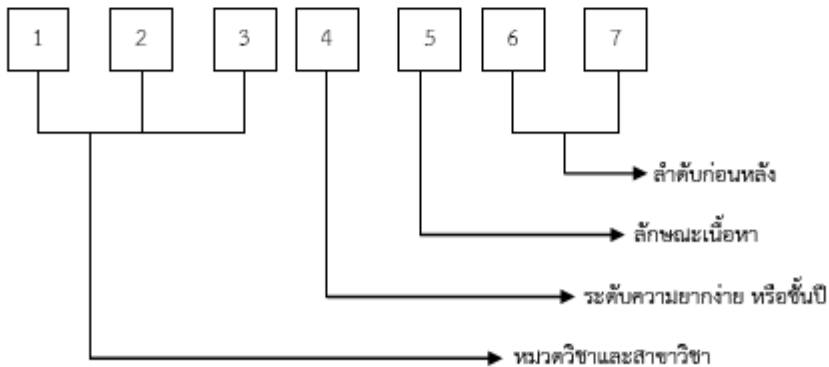 1 2 3 4 5 6 7
ลำดับก่อนหลัง
ลักษณะเนื้อหา
ระดับความยากง่าย หรือชั้นปี
หมวดวิชาและสาขาวิชา